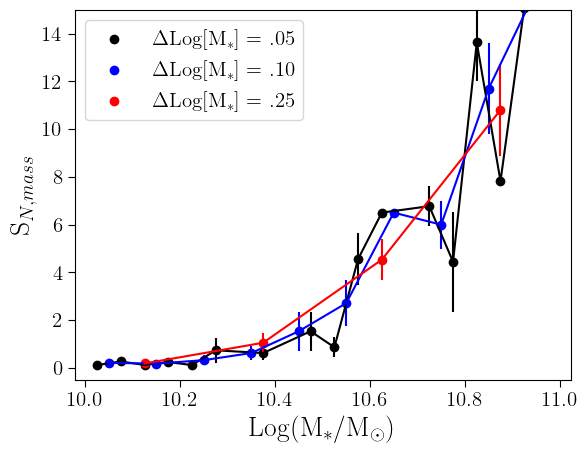 ΔLog[M*] = .05
ΔLog[M*] = .10
ΔLog[M*] = .25
14
12
10
8
6
4
2
0
S_{N,mass}
10.0 10.2 10.4 10.6 10.8 11.0
Log(M*/M⊙)